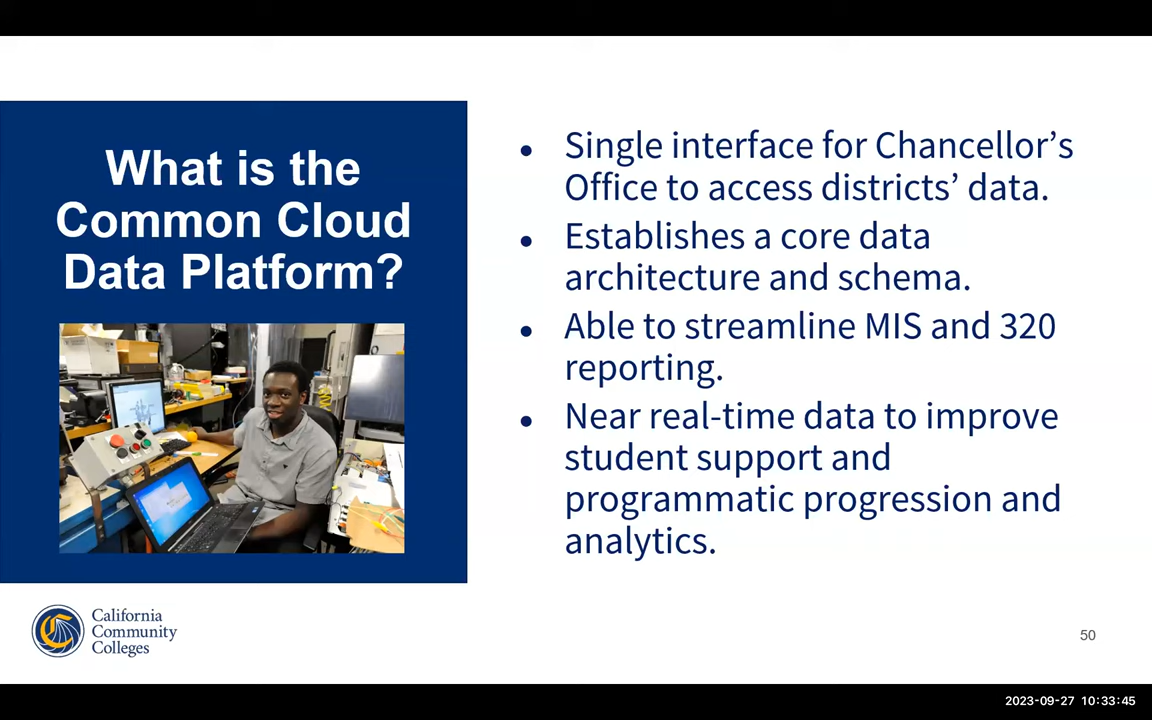 What is the
Common Cloud
Data Platform?
• Single interface for Chancellor’s
Office to access districts’ data.
• Establishes a core data
architecture and schema.
• Able to streamline MIS and 320
reporting.
• Near real-time data to improve
student support and
programmatic progression and
analytics.
California
Community
Colleges
50
2023-09-27 10:33:45